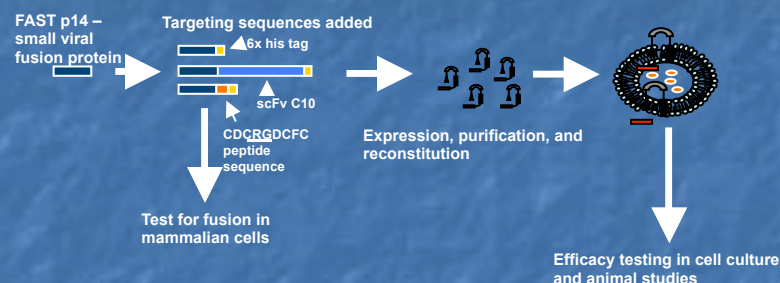 FAST p14 –
small viral
fusion protein
Targeting sequences added
6x his tag
scFv C10
CDCRGDCFC
peptide
sequence
Test for fusion in
mammalian cells
Expression, purification, and
reconstitution
Efficacy testing in cell culture
and animal studies